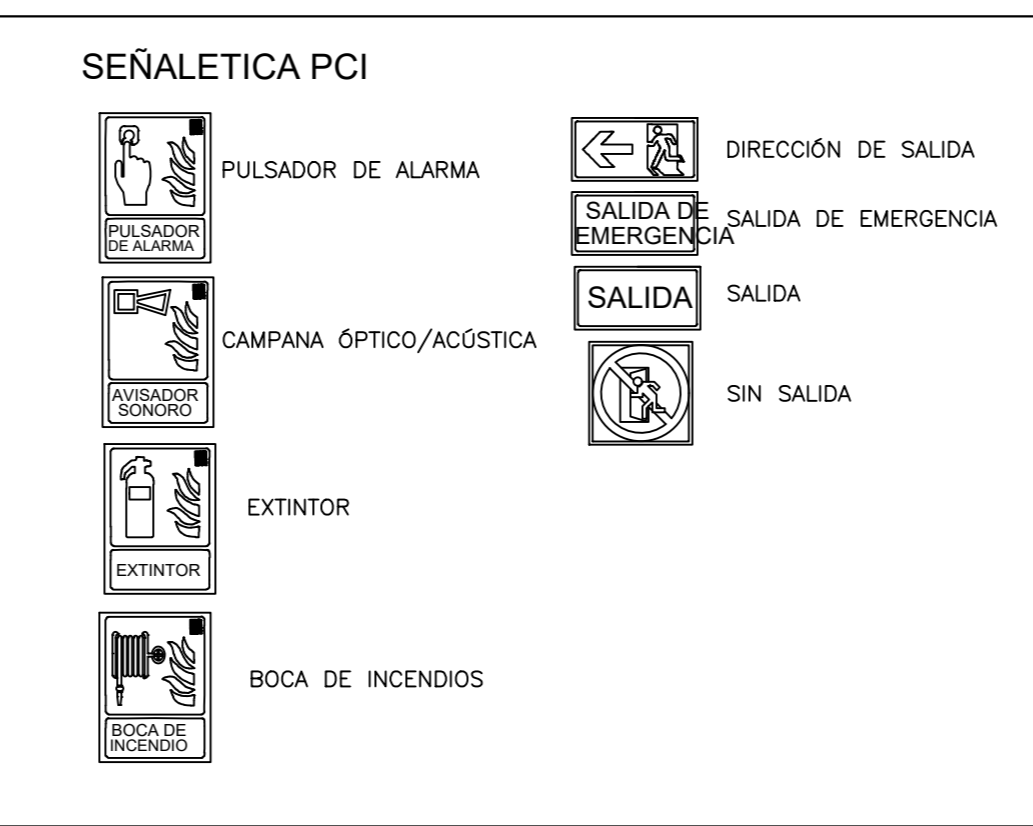 SEÑALETICA PCI
PULSADOR
DE ALARMA
PULSADOR DE ALARMA
AVISADOR
SONORO
CAMPANA ÓPTICO/ACÚSTICA
EXTINTOR
EXTINTOR
BOCA DE
INCENDIO
BOCA DE INCENDIOS
DIRECCIÓN DE SALIDA
SALIDA DE
EMERGENCIA
SALIDA DE EMERGENCIA
SALIDA
SALIDA
SIN SALIDA